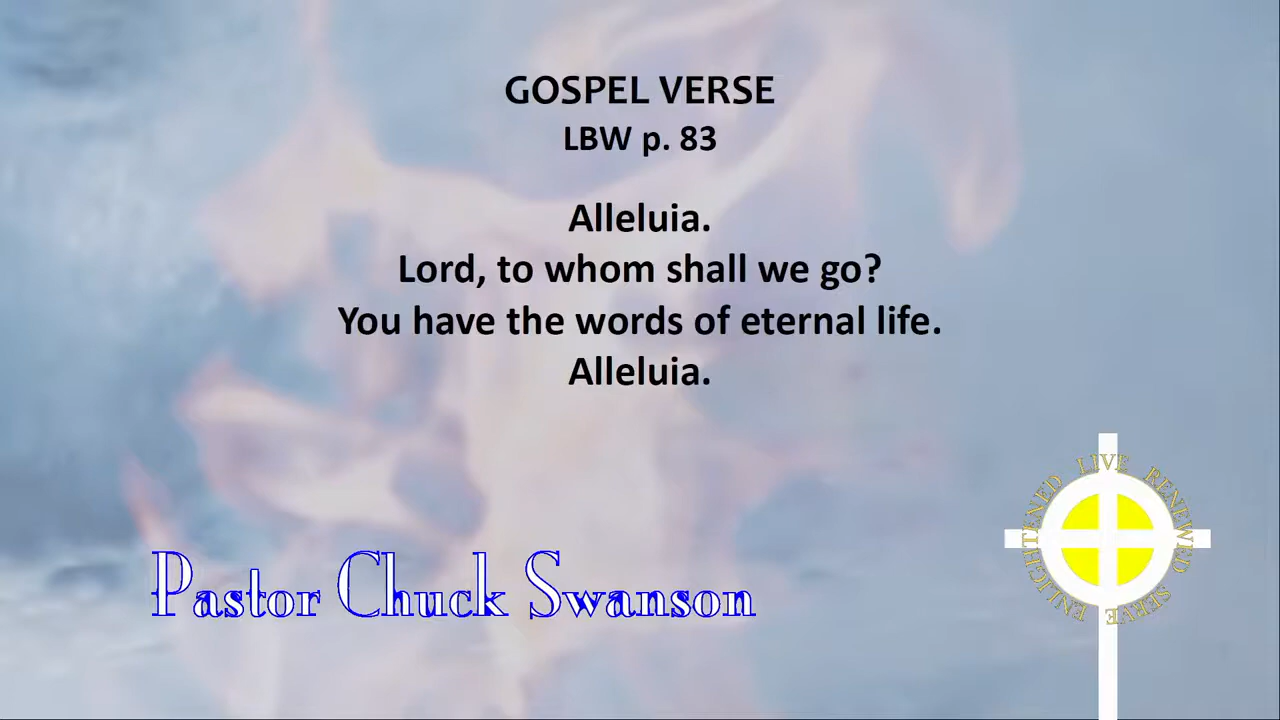 GOSPEL VERSE
LBW p. 83
Alleluia.
Lord, to whom shall we go?
You have the words of eternal life.
Alleluia.
Pastor Chuck Swanson
ENLIGHTENED LIVE RENEWED SERVE